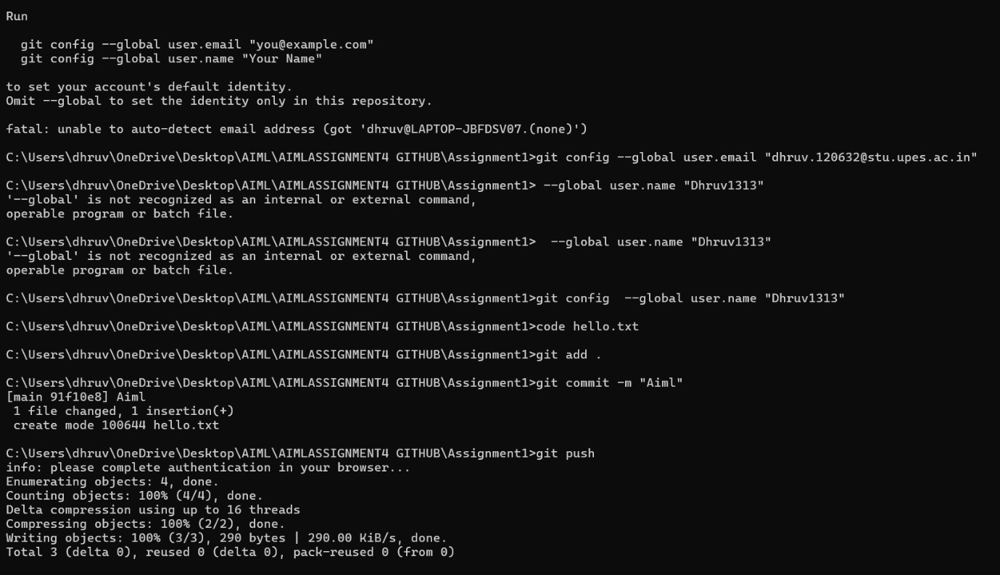 Run
git config --global user.email "you@example.com"
git config --global user.name "Your Name"
to set your account's default identity.
Omit --global to set the identity only in this repository.
fatal: unable to auto-detect email address (got 'dhruv@LAPTOP-JBFDSV07.(none)')
C:\Users\dhruv\OneDrive\Desktop\AIML\AIMLASSIGNMENT4 GITHUB\Assignment1>git config --global user.email "dhruv.120632@stu.upes.ac.in"
C:\Users\dhruv\OneDrive\Desktop\AIML\AIMLASSIGNMENT4 GITHUB\Assignment1> --global user.name "Dhruv1313"
'--global' is not recognized as an internal or external command,
operable program or batch file.
C:\Users\dhruv\OneDrive\Desktop\AIML\AIMLASSIGNMENT4 GITHUB\Assignment1>  --global user.name "Dhruv1313"
'--global' is not recognized as an internal or external command,
operable program or batch file.
C:\Users\dhruv\OneDrive\Desktop\AIML\AIMLASSIGNMENT4 GITHUB\Assignment1>git config  --global user.name "Dhruv1313"
C:\Users\dhruv\OneDrive\Desktop\AIML\AIMLASSIGNMENT4 GITHUB\Assignment1>code hello.txt
C:\Users\dhruv\OneDrive\Desktop\AIML\AIMLASSIGNMENT4 GITHUB\Assignment1>git add .
C:\Users\dhruv\OneDrive\Desktop\AIML\AIMLASSIGNMENT4 GITHUB\Assignment1>git commit -m "Aiml"
[main 91f10e8] Aiml
1 file changed, 1 insertion(+)
create mode 100644 hello.txt
C:\Users\dhruv\OneDrive\Desktop\AIML\AIMLASSIGNMENT4 GITHUB\Assignment1>git push
info: please complete authentication in your browser...
Enumerating objects: 4, done.
Counting objects: 100% (4/4), done.
Delta compression using up to 16 threads
Compressing objects: 100% (2/2), done.
Writing objects: 100% (3/3), 290 bytes | 290.00 KiB/s, done.
Total 3 (delta 0), reused 0 (delta 0), pack-reused 0 (from 0)